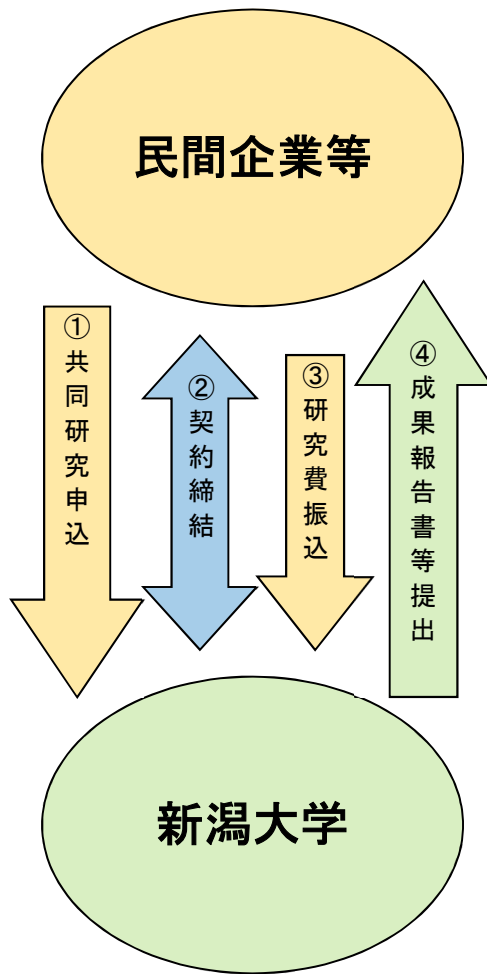 民間企業等
①共同研究申込
②契約締結
③研究費振込
④成果報告書等提出
新潟大学